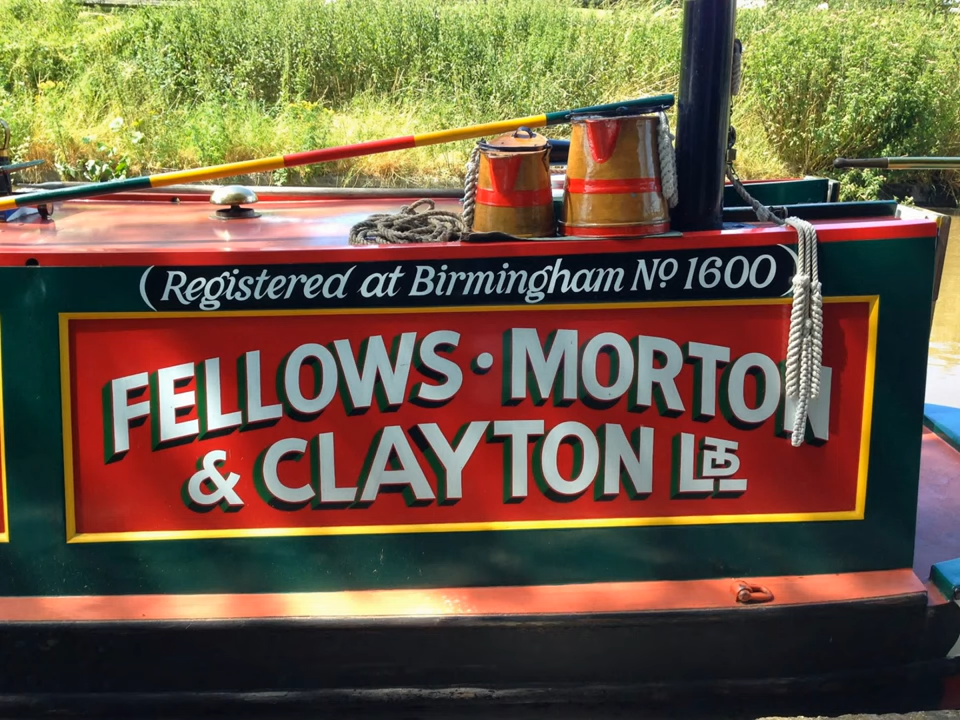 (Registered at Birmingham Nº 1600)
FELLOWS · MORTON
& CLAYTON LTD